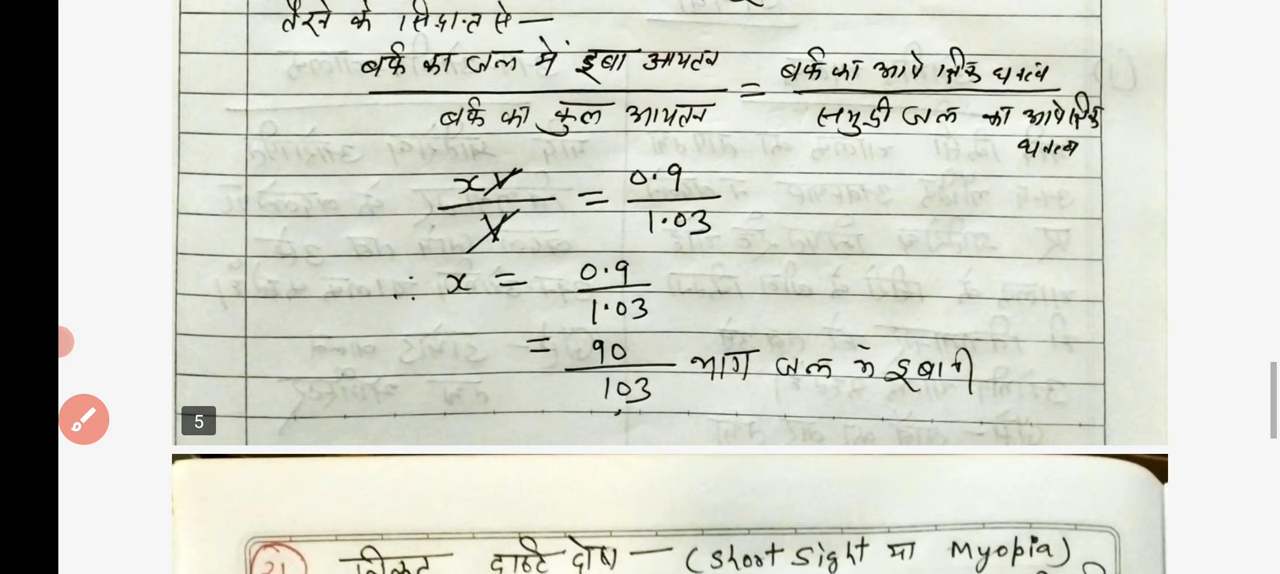 तैरने के सिद्धान्त से —
बर्फ का जल में डूबा आयतन / बर्फ का कुल आयतन = बर्फ का आपेक्षिक घनत्व / समुद्री जल का आपेक्षिक घनत्व
xV / V = 0.9 / 1.03
∴ x = 0.9 / 1.03
= 90 / 103 भाग जल में डूबा
5
21 निकट दृष्टि दोष — (Short Sight या Myopia)